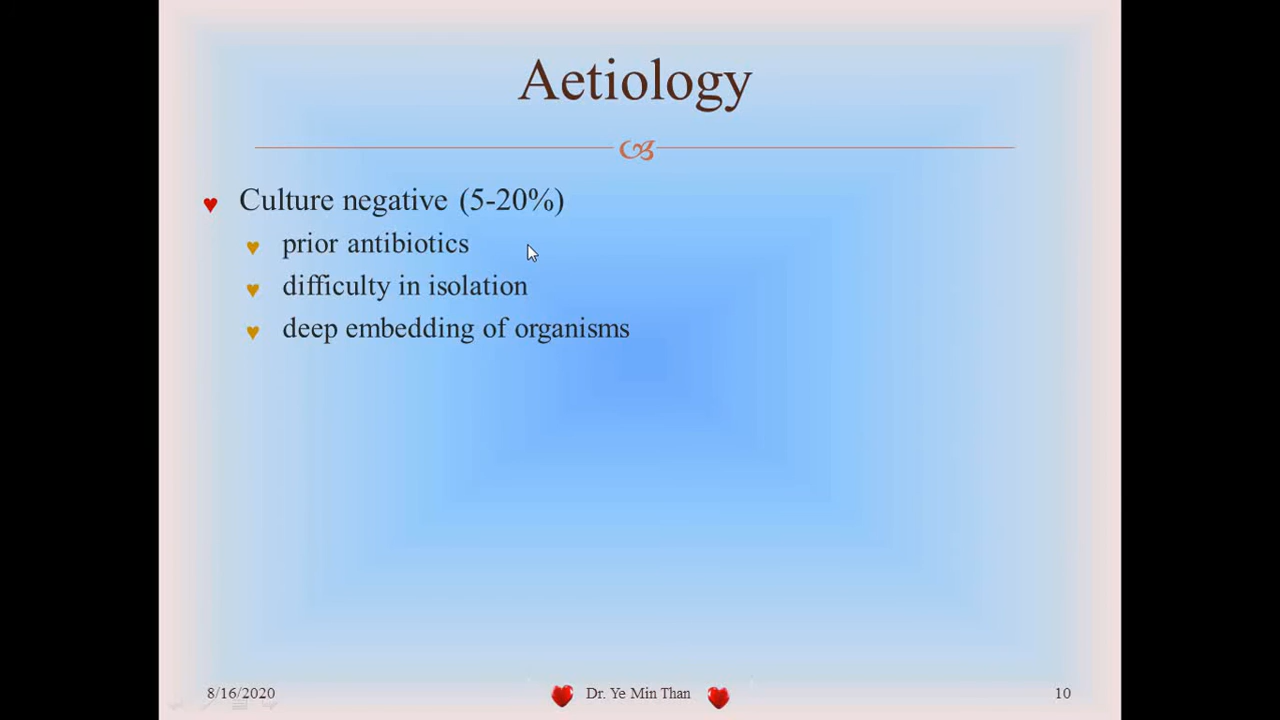 Aetiology
Culture negative (5-20%)
prior antibiotics
difficulty in isolation
deep embedding of organisms
8/16/2020 Dr. Ye Min Than 10